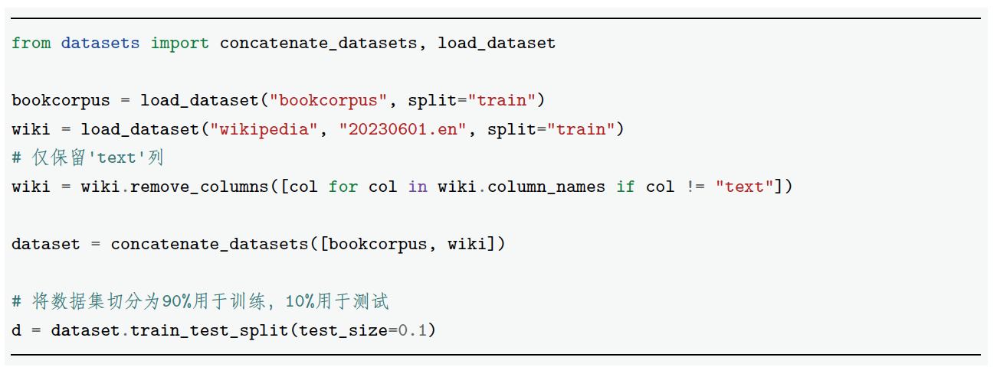 from datasets import concatenate_datasets, load_dataset
bookcorpus = load_dataset("bookcorpus", split="train")
wiki = load_dataset("wikipedia", "20230601.en", split="train")
# 仅保留'text'列
wiki = wiki.remove_columns([col for col in wiki.column_names if col != "text"])
dataset = concatenate_datasets([bookcorpus, wiki])
# 将数据集切分为90%用于训练，10%用于测试
d = dataset.train_test_split(test_size=0.1)